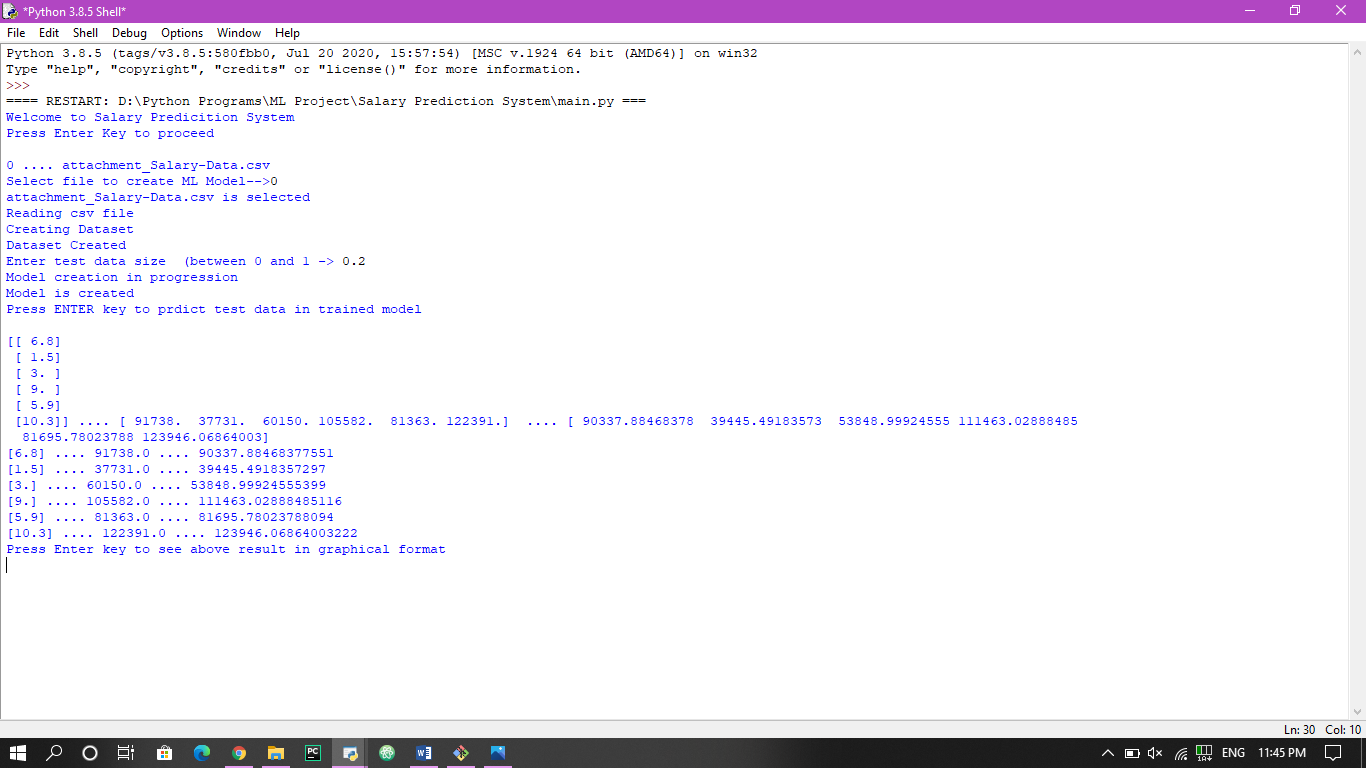 *Python 3.8.5 Shell*
File Edit Shell Debug Options Window Help
Python 3.8.5 (tags/v3.8.5:580fbb0, Jul 20 2020, 15:57:54) [MSC v.1924 64 bit (AMD64)] on win32
Type "help", "copyright", "credits" or "license()" for more information.
>>>
==== RESTART: D:\Python Programs\ML Project\Salary Prediction System\main.py ===
Welcome to Salary Predicition System
Press Enter Key to proceed
0 .... attachment_Salary-Data.csv
Select file to create ML Model-->0
attachment_Salary-Data.csv is selected
Reading csv file
Creating Dataset
Dataset Created
Enter test data size  (between 0 and 1 -> 0.2
Model creation in progression
Model is created
Press ENTER key to prdict test data in trained model
[[ 6.8]
 [ 1.5]
 [ 3. ]
 [ 9. ]
 [ 5.9]
 [10.3]] .... [ 91738.  37731.  60150. 105582.  81363. 122391.]  .... [ 90337.88468378  39445.49183573  53848.99924555 111463.02888485
  81695.78023788 123946.06864003]
[6.8] .... 91738.0 .... 90337.88468377551
[1.5] .... 37731.0 .... 39445.4918357297
[3.] .... 60150.0 .... 53848.99924555399
[9.] .... 105582.0 .... 111463.02888485116
[5.9] .... 81363.0 .... 81695.78023788094
[10.3] .... 122391.0 .... 123946.06864003222
Press Enter key to see above result in graphical format
Ln: 30 Col: 10
PC
W
ENG 11:45 PM